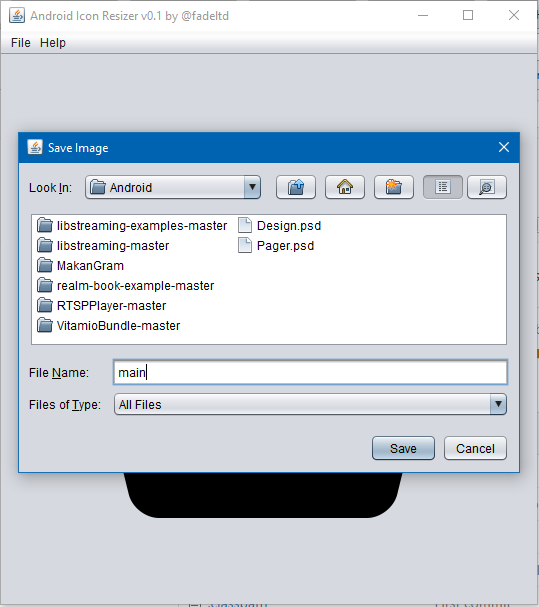 Android Icon Resizer v0.1 by @fadeltd
File Help
Save Image
Look In: Android
libstreaming-examples-master Design.psd
libstreaming-master Pager.psd
MakanGram
realm-book-example-master
RTSPPlayer-master
VitamioBundle-master
File Name: main
Files of Type: All Files
Save Cancel